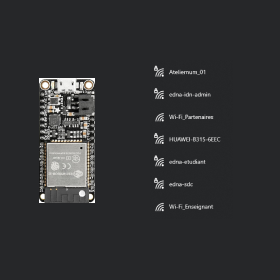 Ateliernum_01
edna-idn-admin
Wi-Fi_Partenaires
HUAWEI-B315-6EEC
edna-etudiant
edna-sdc
Wi-Fi_Enseignant